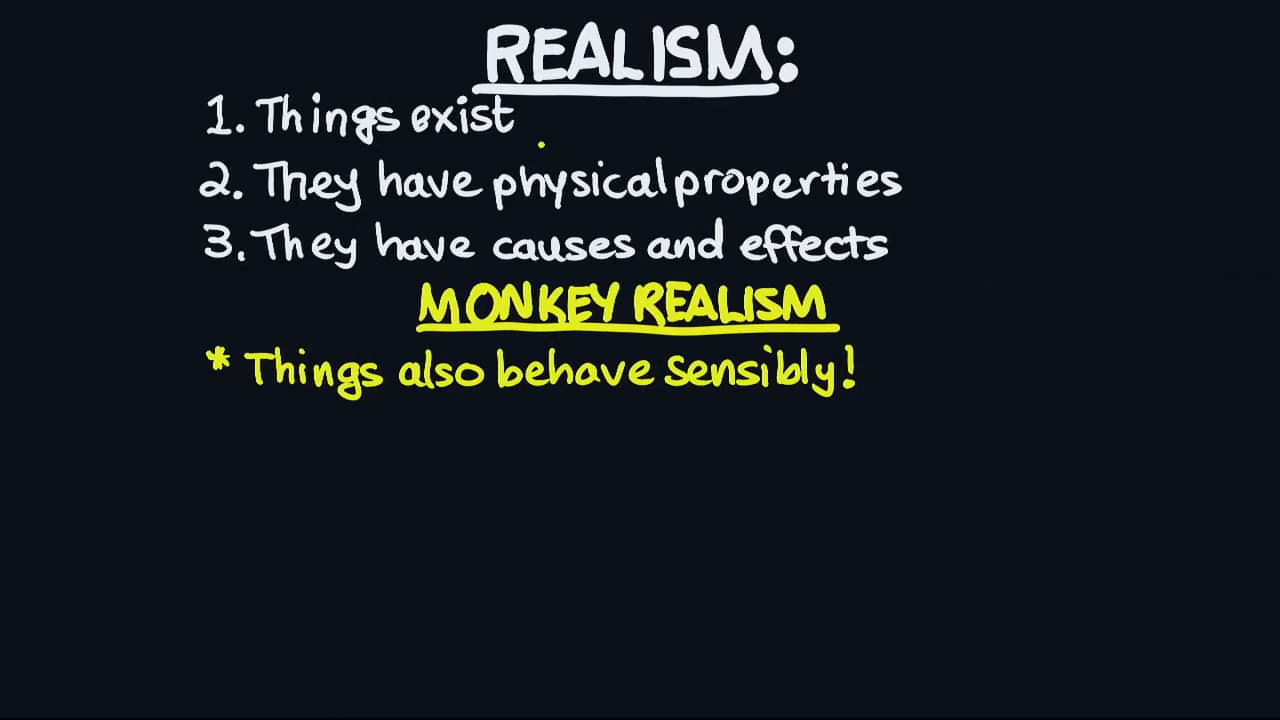 REALISM:
1. Things exist
2. They have physical properties
3. They have causes and effects
MONKEY REALISM
* Things also behave sensibly!